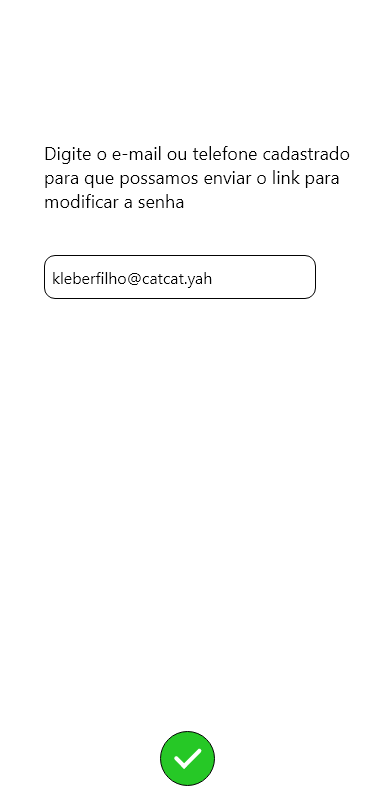 Digite o e-mail ou telefone cadastrado
para que possamos enviar o link para
modificar a senha
kleberfilho@catcat.yah